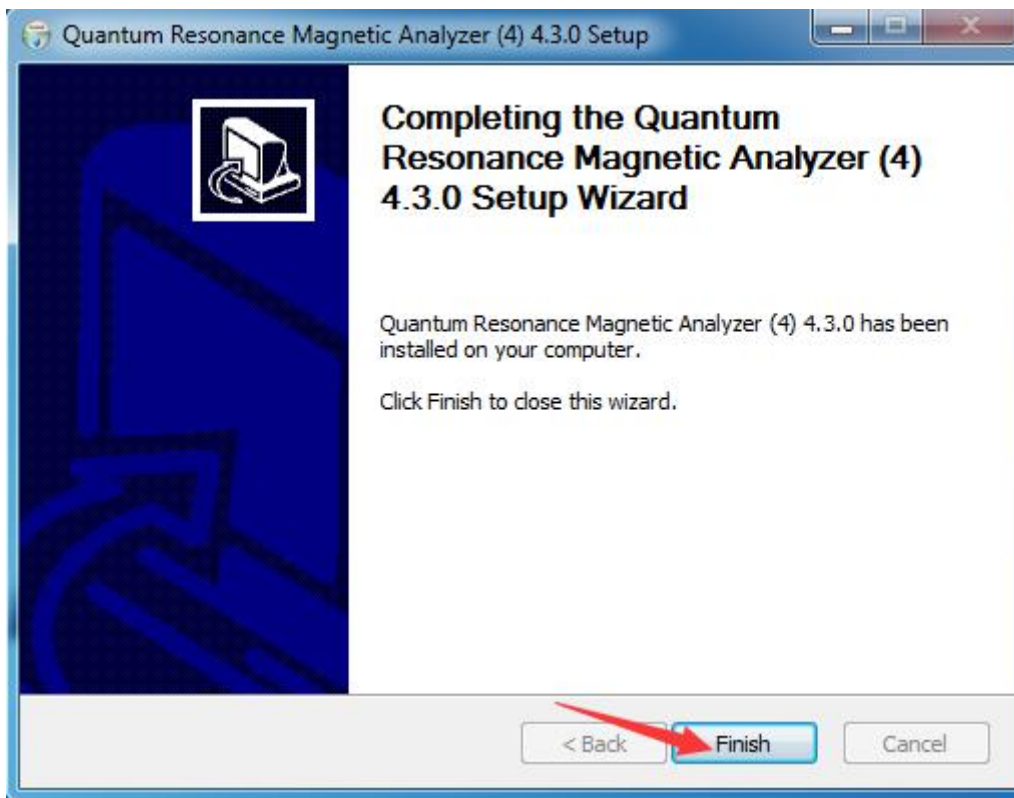 Quantum Resonance Magnetic Analyzer (4) 4.3.0 Setup
Completing the Quantum
Resonance Magnetic Analyzer (4)
4.3.0 Setup Wizard
Quantum Resonance Magnetic Analyzer (4) 4.3.0 has been
installed on your computer.
Click Finish to close this wizard.
< Back Finish Cancel